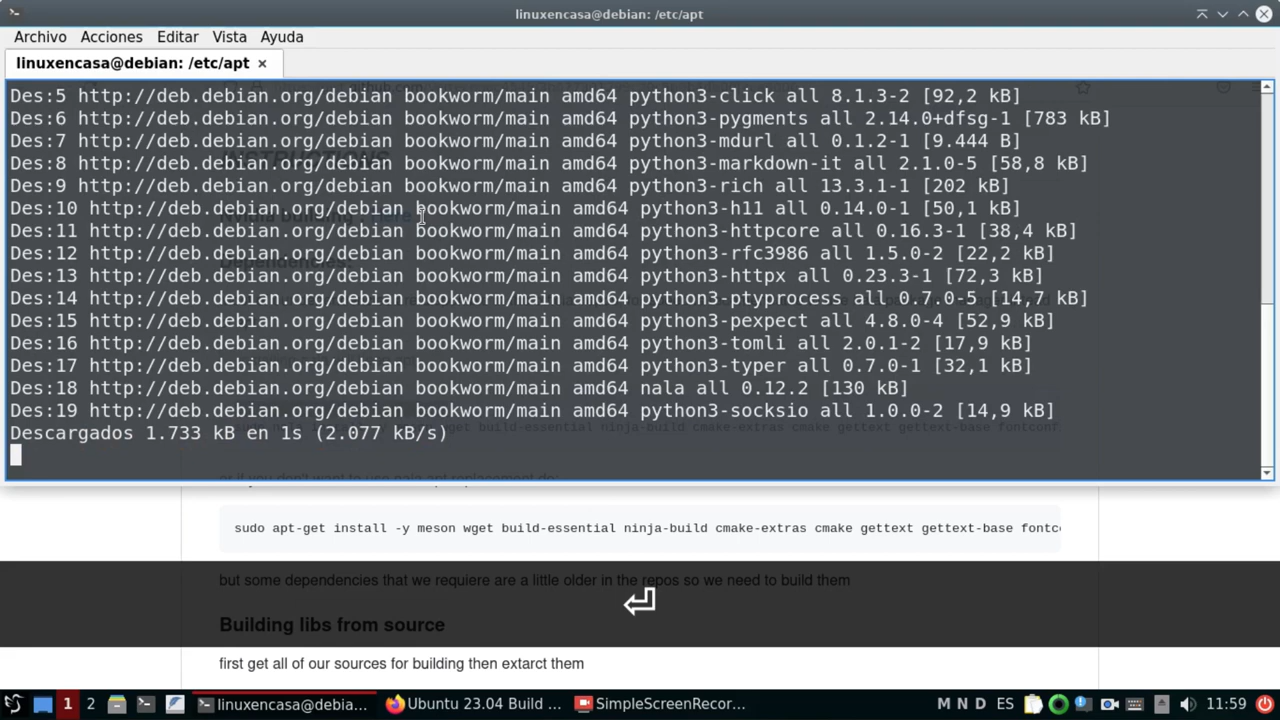 linuxencasa@debian: /etc/apt
Archivo Acciones Editar Vista Ayuda
linuxencasa@debian: /etc/apt ×
Des:5 http://deb.debian.org/debian bookworm/main amd64 python3-click all 8.1.3-2 [92,2 kB]
Des:6 http://deb.debian.org/debian bookworm/main amd64 python3-pygments all 2.14.0+dfsg-1 [783 kB]
Des:7 http://deb.debian.org/debian bookworm/main amd64 python3-mdurl all 0.1.2-1 [9.444 B]
Des:8 http://deb.debian.org/debian bookworm/main amd64 python3-markdown-it all 2.1.0-5 [58,8 kB]
Des:9 http://deb.debian.org/debian bookworm/main amd64 python3-rich all 13.3.1-1 [202 kB]
Des:10 http://deb.debian.org/debian bookworm/main amd64 python3-h11 all 0.14.0-1 [50,1 kB]
Des:11 http://deb.debian.org/debian bookworm/main amd64 python3-httpcore all 0.16.3-1 [38,4 kB]
Des:12 http://deb.debian.org/debian bookworm/main amd64 python3-rfc3986 all 1.5.0-2 [22,2 kB]
Des:13 http://deb.debian.org/debian bookworm/main amd64 python3-httpx all 0.23.3-1 [72,3 kB]
Des:14 http://deb.debian.org/debian bookworm/main amd64 python3-ptyprocess all 0.7.0-5 [14,7 kB]
Des:15 http://deb.debian.org/debian bookworm/main amd64 python3-pexpect all 4.8.0-4 [52,9 kB]
Des:16 http://deb.debian.org/debian bookworm/main amd64 python3-tomli all 2.0.1-2 [17,9 kB]
Des:17 http://deb.debian.org/debian bookworm/main amd64 python3-typer all 0.7.0-1 [32,1 kB]
Des:18 http://deb.debian.org/debian bookworm/main amd64 nala all 0.12.2 [130 kB]
Des:19 http://deb.debian.org/debian bookworm/main amd64 python3-socksio all 1.0.0-2 [14,9 kB]
Descargados 1.733 kB en 1s (2.077 kB/s)
sudo apt-get install -y meson wget build-essential ninja-build cmake-extras cmake gettext gettext-base fontc
but some dependencies that we requiere are a little older in the repos so we need to build them
Building libs from source
first get all of our sources for building then extarct them
1 2 linuxencasa@debia... Ubuntu 23.04 Build ... SimpleScreenRecor... M N D ES 11:59